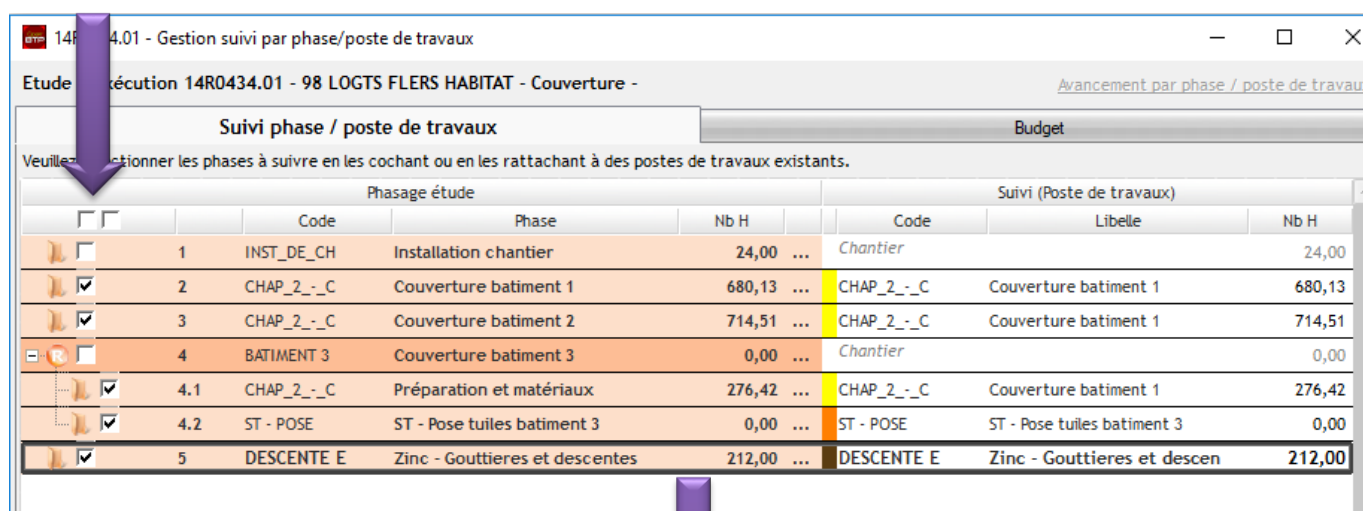 14R 4.01 - Gestion suivi par phase/poste de travaux
Etude xécution 14R0434.01 - 98 LOGTS FLERS HABITAT - Couverture -
Avancement par phase / poste de travau
Suivi phase / poste de travaux Budget
Veuillez ctionner les phases à suivre en les cochant ou en les rattachant à des postes de travaux existants.
Phasage étude Suivi (Poste de travaux)
Code Phase Nb H Code Libelle Nb H
1 INST_DE_CH Installation chantier 24,00 ... Chantier 24,00
2 CHAP_2_-_C Couverture batiment 1 680,13 ... CHAP_2_-_C Couverture batiment 1 680,13
3 CHAP_2_-_C Couverture batiment 2 714,51 ... CHAP_2_-_C Couverture batiment 1 714,51
R 4 BATIMENT 3 Couverture batiment 3 0,00 ... Chantier 0,00
4.1 CHAP_2_-_C Préparation et matériaux 276,42 ... CHAP_2_-_C Couverture batiment 1 276,42
4.2 ST - POSE ST - Pose tuiles batiment 3 0,00 ... ST - POSE ST - Pose tuiles batiment 3 0,00
5 DESCENTE E Zinc - Gouttieres et descentes 212,00 ... DESCENTE E Zinc - Gouttieres et descen 212,00